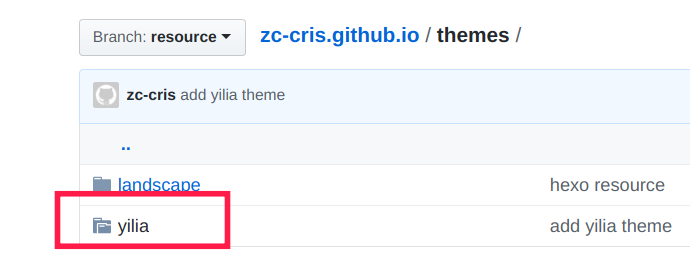 Branch: resource zc-cris.github.io / themes /
zc-cris add yilia theme
..
landscape hexo resource
yilia add yilia theme